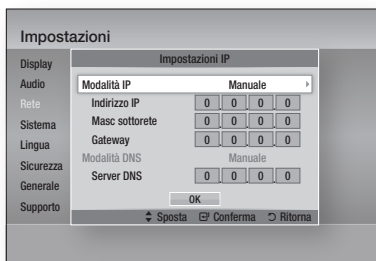 Impostazioni
Display
Audio
Rete
Sistema
Lingua
Sicurezza
Generale
Supporto
Impostazioni IP
Modalità IP Manuale
Indirizzo IP 0 . 0 . 0 . 0
Masc sottorete 0 . 0 . 0 . 0
Gateway 0 . 0 . 0 . 0
Modalità DNS Manuale
Server DNS 0 . 0 . 0 . 0
OK
Sposta Conferma Ritorna